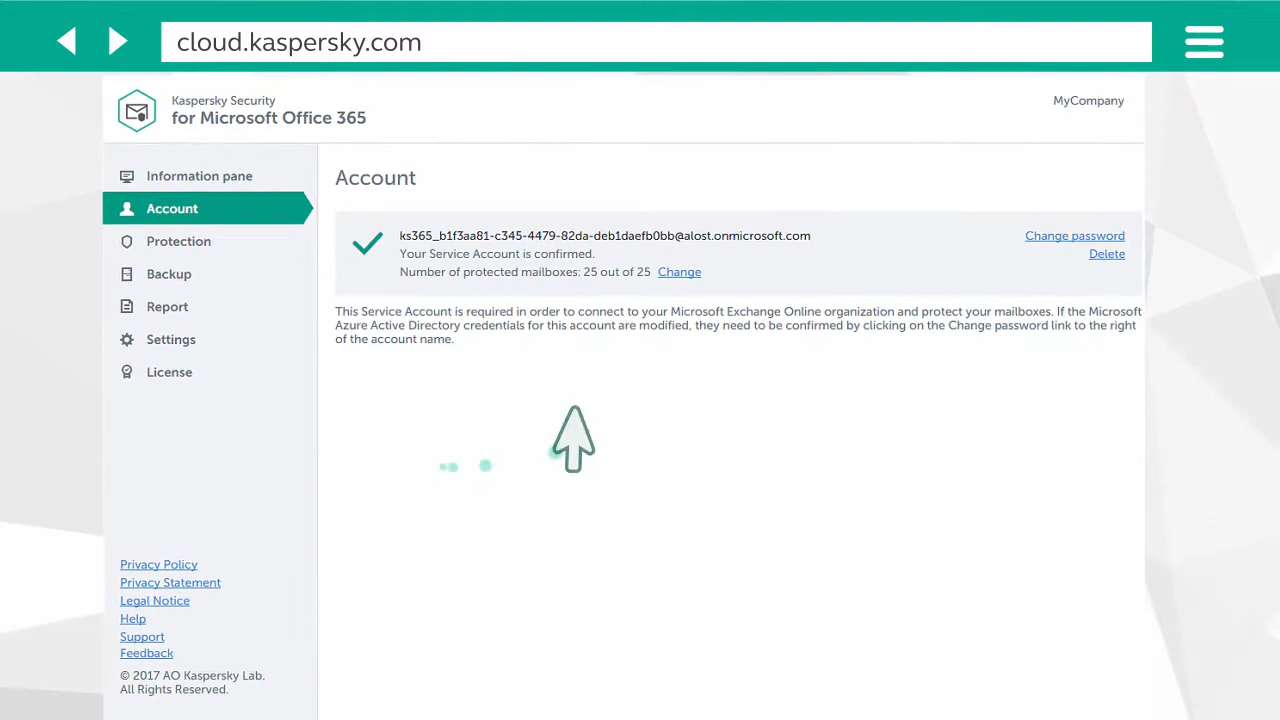 cloud.kaspersky.com
Kaspersky Security
for Microsoft Office 365
MyCompany
Information pane
Account
Protection
Backup
Report
Settings
License
Account
ks365_b1f3aa81-c345-4479-82da-deb1daefb0bb@alost.onmicrosoft.com
Change password
Your Service Account is confirmed.
Delete
Number of protected mailboxes: 25 out of 25 Change
This Service Account is required in order to connect to your Microsoft Exchange Online organization and protect your mailboxes. If the Microsoft
Azure Active Directory credentials for this account are modified, they need to be confirmed by clicking on the Change password link to the right
of the account name.
Privacy Policy
Privacy Statement
Legal Notice
Help
Support
Feedback
© 2017 AO Kaspersky Lab.
All Rights Reserved.